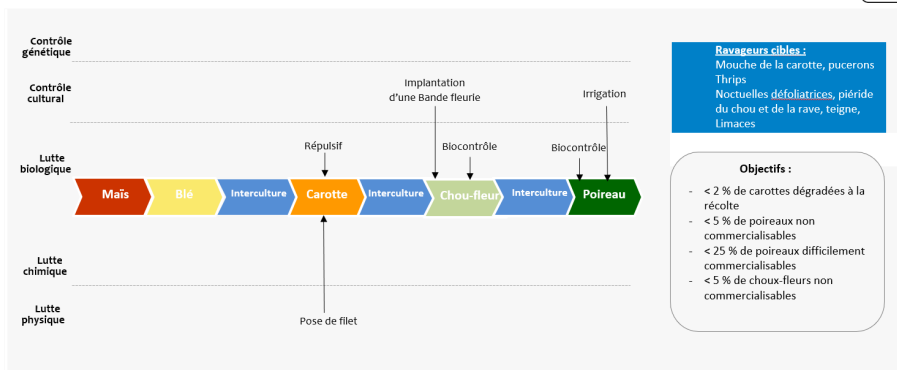 Contrôle
génétique
Contrôle
cultural
Implantation
d'une Bande fleurie
Irrigation
Lutte
biologique
Répulsif
Biocontrôle
Biocontrôle
Maïs
Blé
Interculture
Carotte
Interculture
Chou-fleur
Interculture
Poireau
Lutte
chimique
Lutte
physique
Pose de filet
Ravageurs cibles :
Mouche de la carotte, pucerons
Thrips
Noctuelles défoliatrices, piéride
du chou et de la rave, teigne,
Limaces
Objectifs :
- < 2 % de carottes dégradées à la
récolte
- < 5 % de poireaux non
commercialisables
- < 25 % de poireaux difficilement
commercialisables
- < 5 % de choux-fleurs non
commercialisables